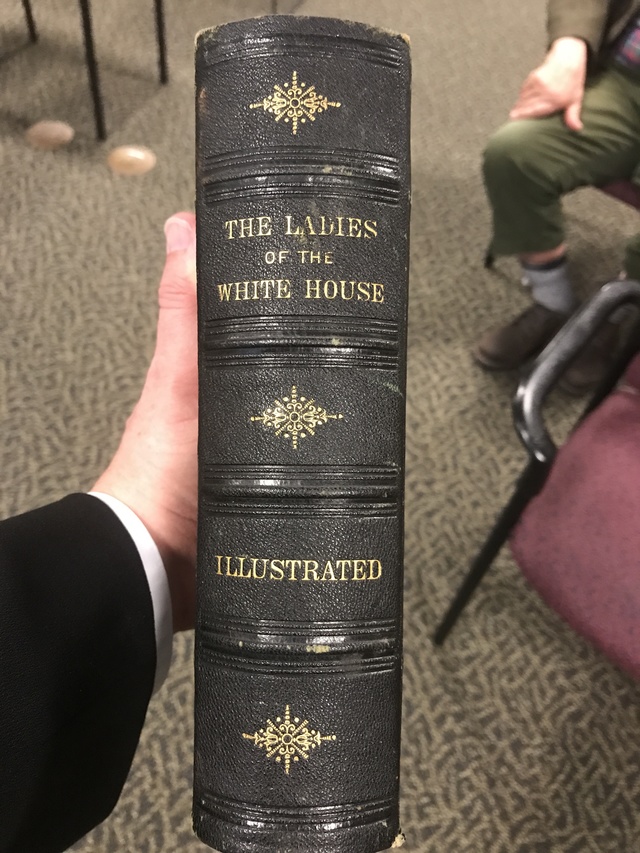 THE LADIES
OF THE
WHITE HOUSE
ILLUSTRATED